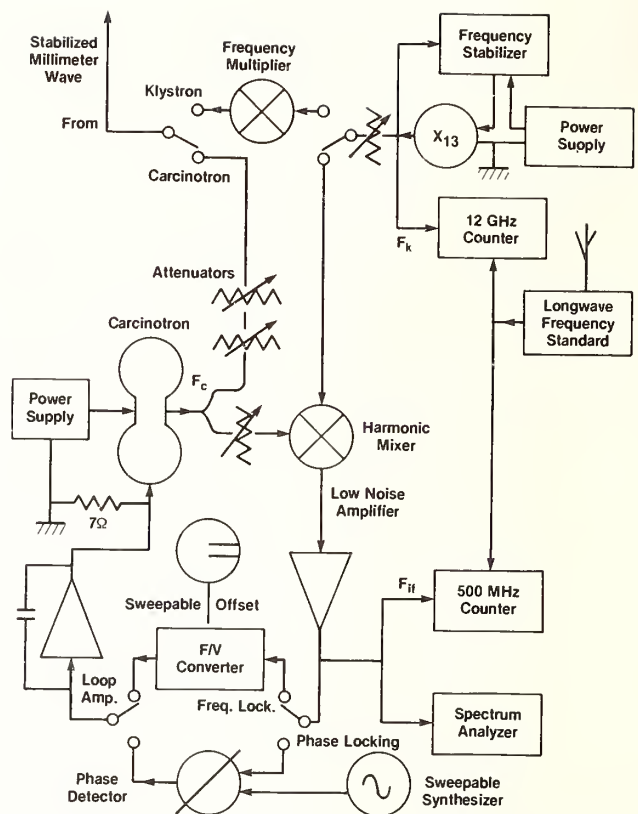 Stabilized
Millimeter
Wave
From
Klystron
Carcinotron
Frequency
Multiplier
Frequency
Stabilizer
X13
Power
Supply
Fk
12 GHz
Counter
Longwave
Frequency
Standard
Attenuators
Carcinotron
Fc
Power
Supply
7Ω
Harmonic
Mixer
Low Noise
Amplifier
Sweepable Offset
F/V
Converter
Loop
Amp.
Freq. Lock.
Fif
500 MHz
Counter
Spectrum
Analyzer
Phase Locking
Phase
Detector
Sweepable
Synthesizer